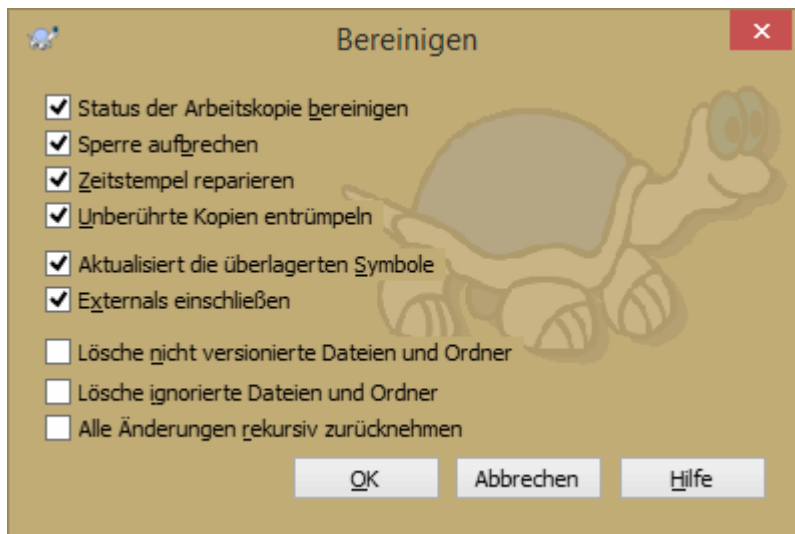 Bereinigen
Status der Arbeitskopie bereinigen
Sperre aufbrechen
Zeitstempel reparieren
Unberührte Kopien entrümpeln
Aktualisiert die überlagerten Symbole
Externals einschließen
Lösche nicht versionierte Dateien und Ordner
Lösche ignorierte Dateien und Ordner
Alle Änderungen rekursiv zurücknehmen
OK Abbrechen Hilfe